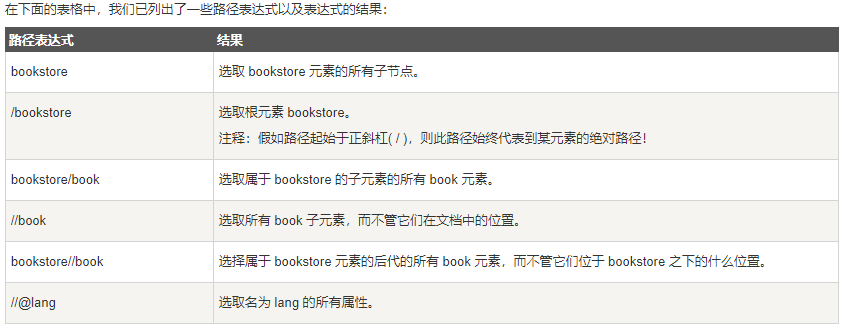 在下面的表格中，我们已列出了一些路径表达式以及表达式的结果：
路径表达式 结果
bookstore 选取 bookstore 元素的所有子节点。
/bookstore 选取根元素 bookstore。
注释：假如路径起始于正斜杠( / )，则此路径始终代表到某元素的绝对路径！
bookstore/book 选取属于 bookstore 的子元素的所有 book 元素。
//book 选取所有 book 子元素，而不管它们在文档中的位置。
bookstore//book 选择属于 bookstore 元素的后代的所有 book 元素，而不管它们位于 bookstore 之下的什么位置。
//@lang 选取名为 lang 的所有属性。